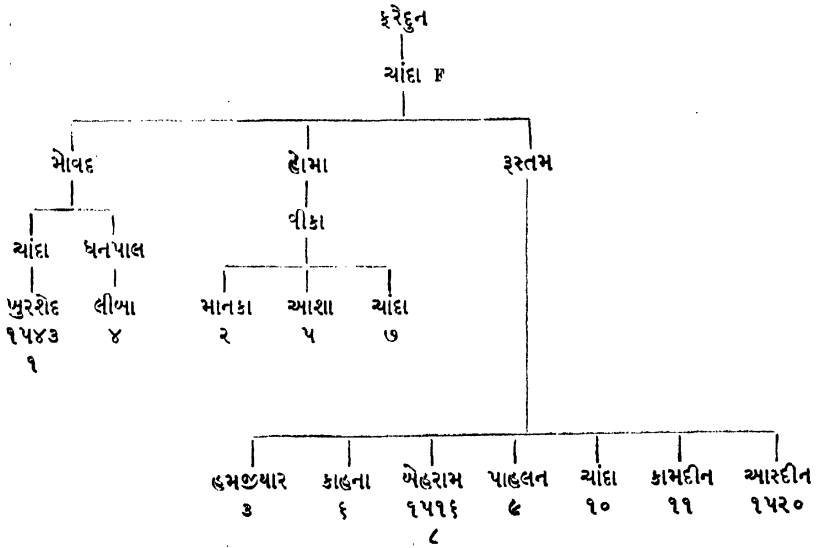 ફરેદુન
ચાંદા F
મોવદ હોમા રૂસ્તમ
વીકા
ચાંદા ધનપાલ
ખુરશેદ લીબા માનકા આશા ચાંદા
૧૫૪૩ ૪ ૨ ૫ ૭
૧
હમજીયાર કાહના બેહરામ પાહલન ચાંદા કામદીન આરદીન
૩ ૬ ૧૫૧૬ ૯ ૧૦ ૧૧ ૧૫૨૦
૮